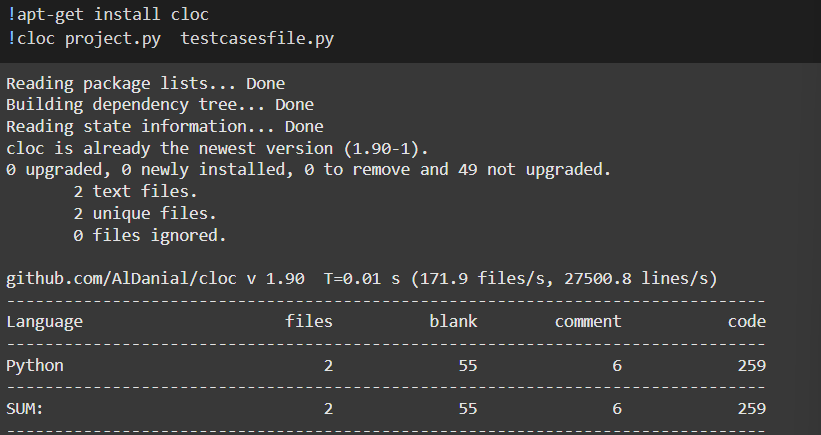 !apt-get install cloc
!cloc project.py  testcasesfile.py
Reading package lists... Done
Building dependency tree... Done
Reading state information... Done
cloc is already the newest version (1.90-1).
0 upgraded, 0 newly installed, 0 to remove and 49 not upgraded.
       2 text files.
       2 unique files.
       0 files ignored.
github.com/AlDanial/cloc v 1.90  T=0.01 s (171.9 files/s, 27500.8 lines/s)
-------------------------------------------------------------------------------
Language                     files          blank        comment           code
-------------------------------------------------------------------------------
Python                           2             55              6            259
-------------------------------------------------------------------------------
SUM:                             2             55              6            259
-------------------------------------------------------------------------------